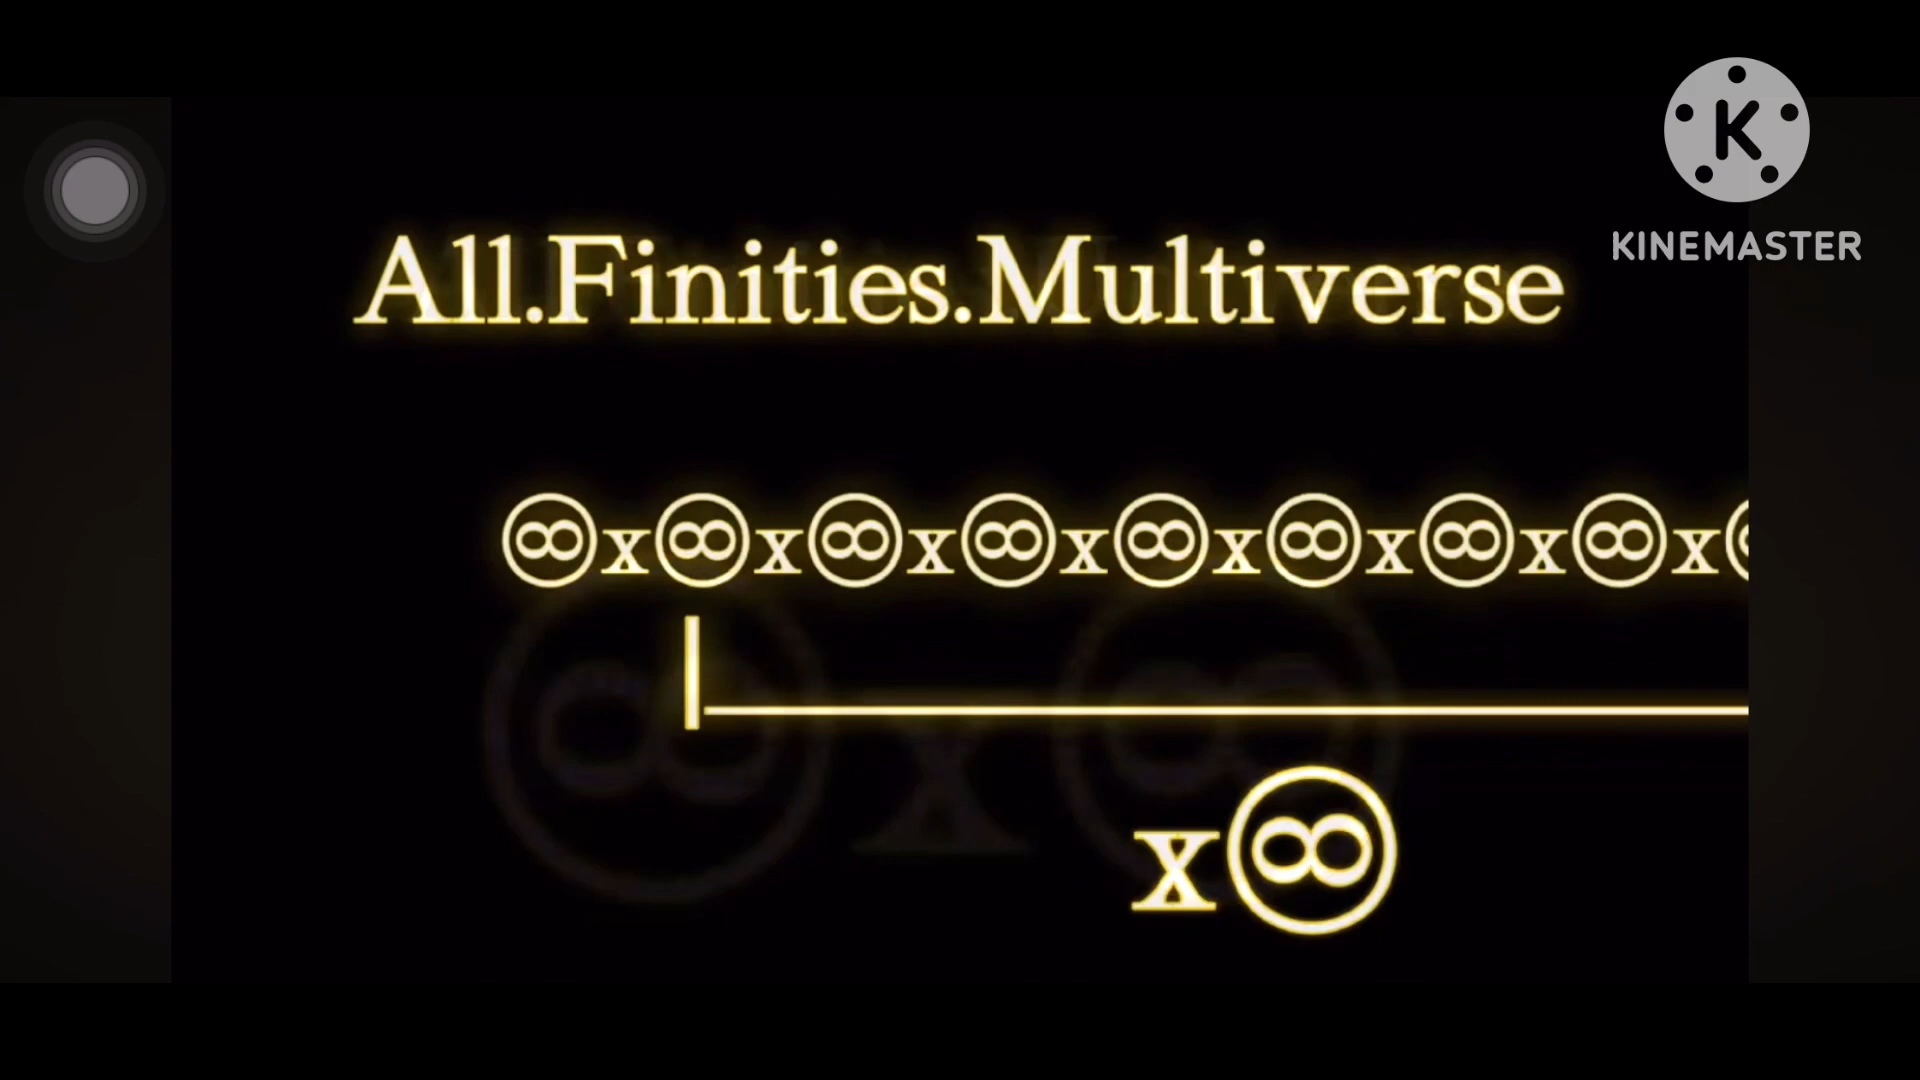 K
KINEMASTER
All.Finities.Multiverse
♾x♾x♾x♾x♾x♾x♾x♾x
x♾